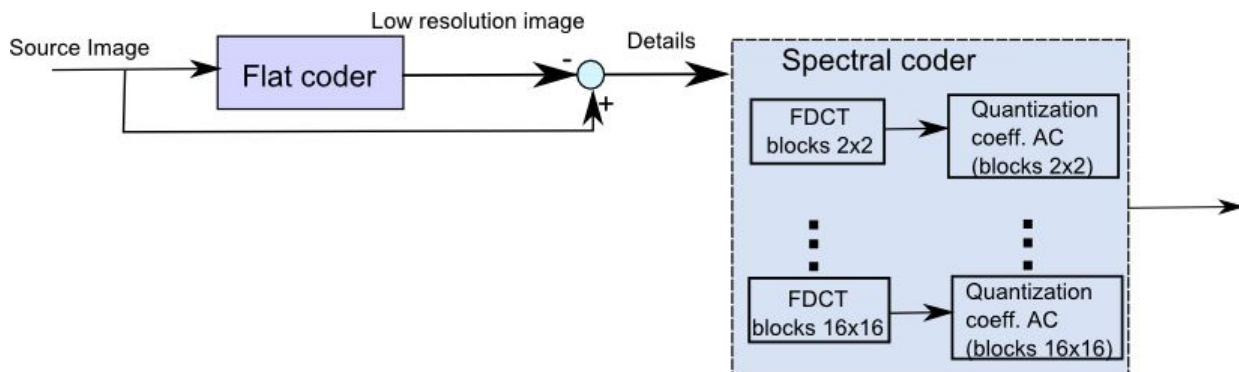 Source Image
Flat coder
Low resolution image
-
+
Details
Spectral coder
FDCT
blocks 2x2
Quantization
coeff. AC
(blocks 2x2)
FDCT
blocks 16x16
Quantization
coeff. AC
(blocks 16x16)